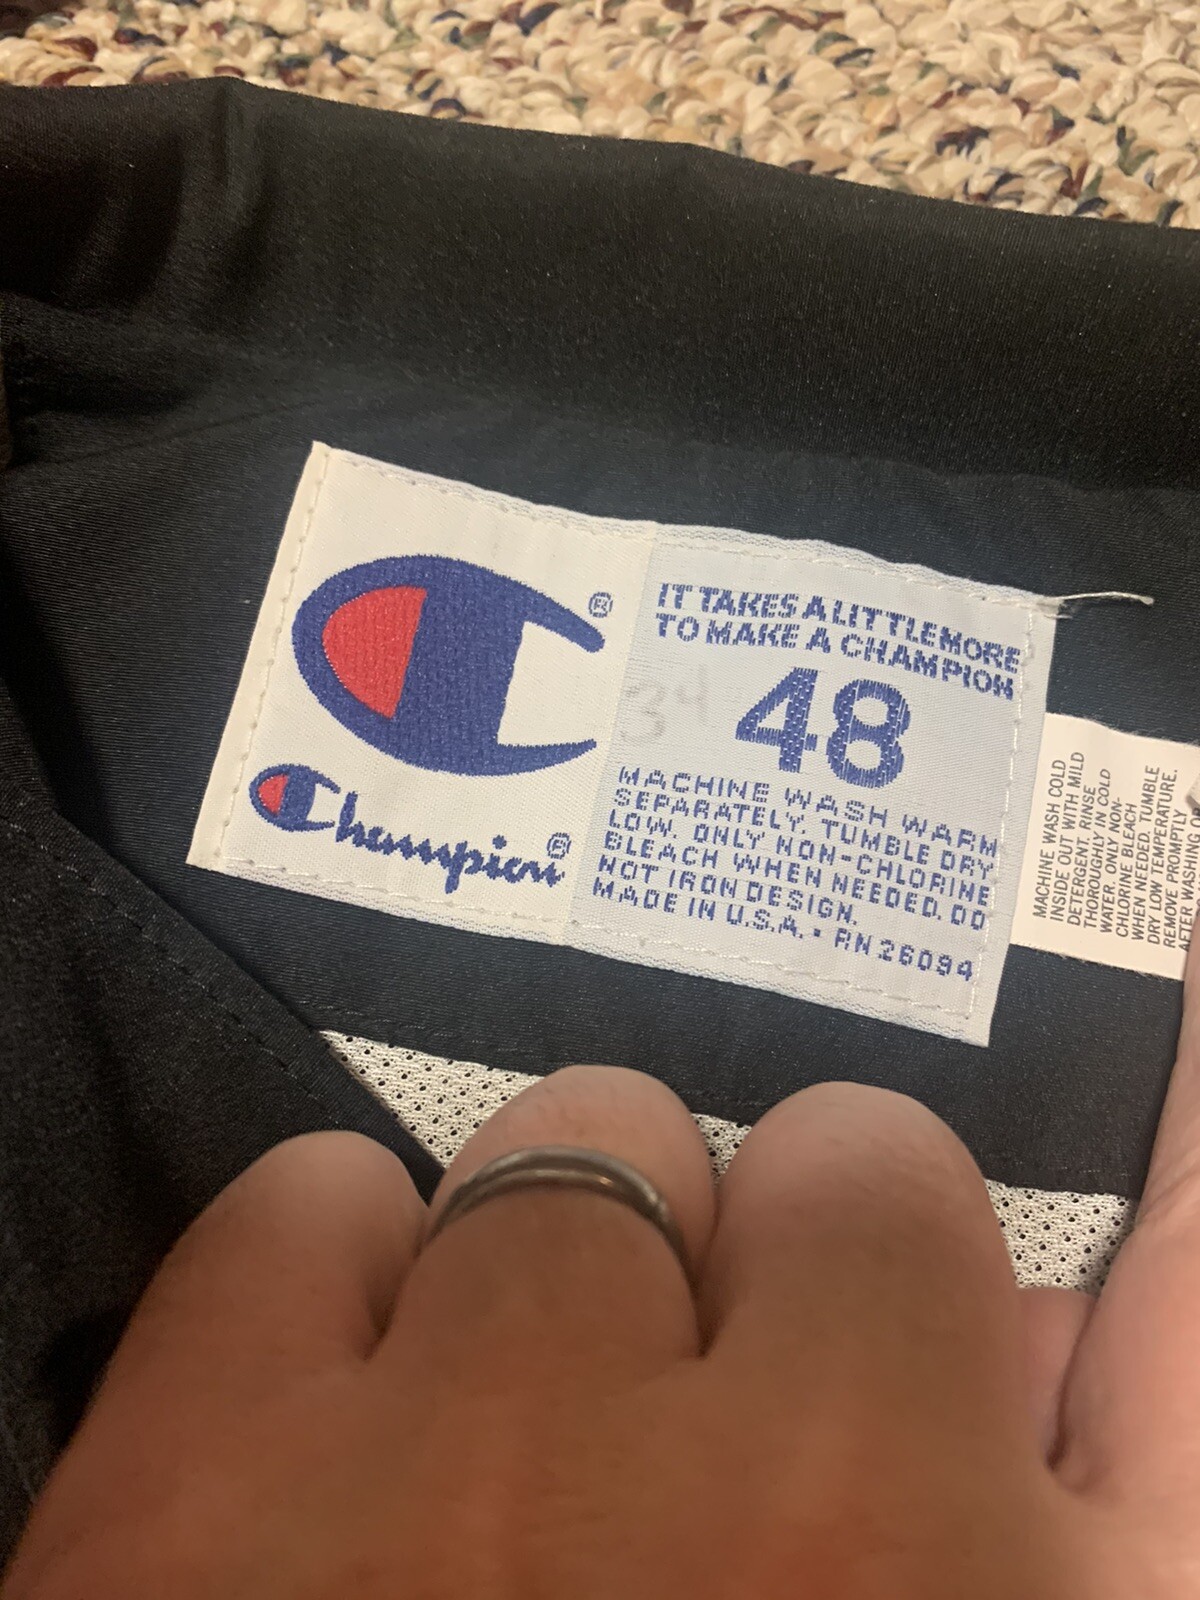 ®
Champion®
IT TAKES A LITTLE MORE
TO MAKE A CHAMPION
34
48
MACHINE WASH WARM
SEPARATELY. TUMBLE DRY
LOW. ONLY NON-CHLORINE
BLEACH WHEN NEEDED. DO
NOT IRON DESIGN.
MADE IN U.S.A. • RN 26094
MACHINE WASH COLD
INSIDE OUT WITH MILD
DETERGENT. RINSE
THOROUGHLY IN COLD
WATER. ONLY NON-
CHLORINE BLEACH
WHEN NEEDED. TUMBLE
DRY LOW TEMPERATURE.
REMOVE PROMPTLY
AFTER WASHING